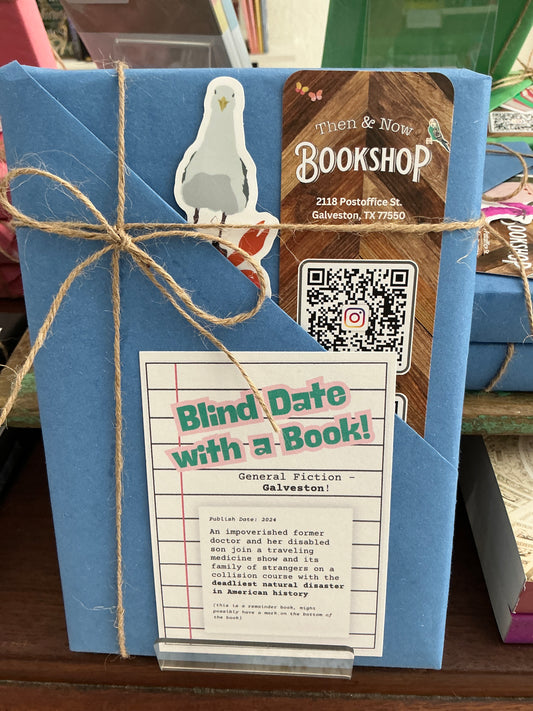 Then & Now
BOOKSHOP
2118 Postoffice St.
Galveston, TX 77550
Blind Date
with a Book!
General Fiction -
Galveston!
Publish Date: 2024
An impoverished former
doctor and her disabled
son join a traveling
medicine show and its
family of strangers on a
collision course with the
deadliest natural disaster
in American history
(this is a remainder book, might
possibly have a mark on the bottom of
the book)